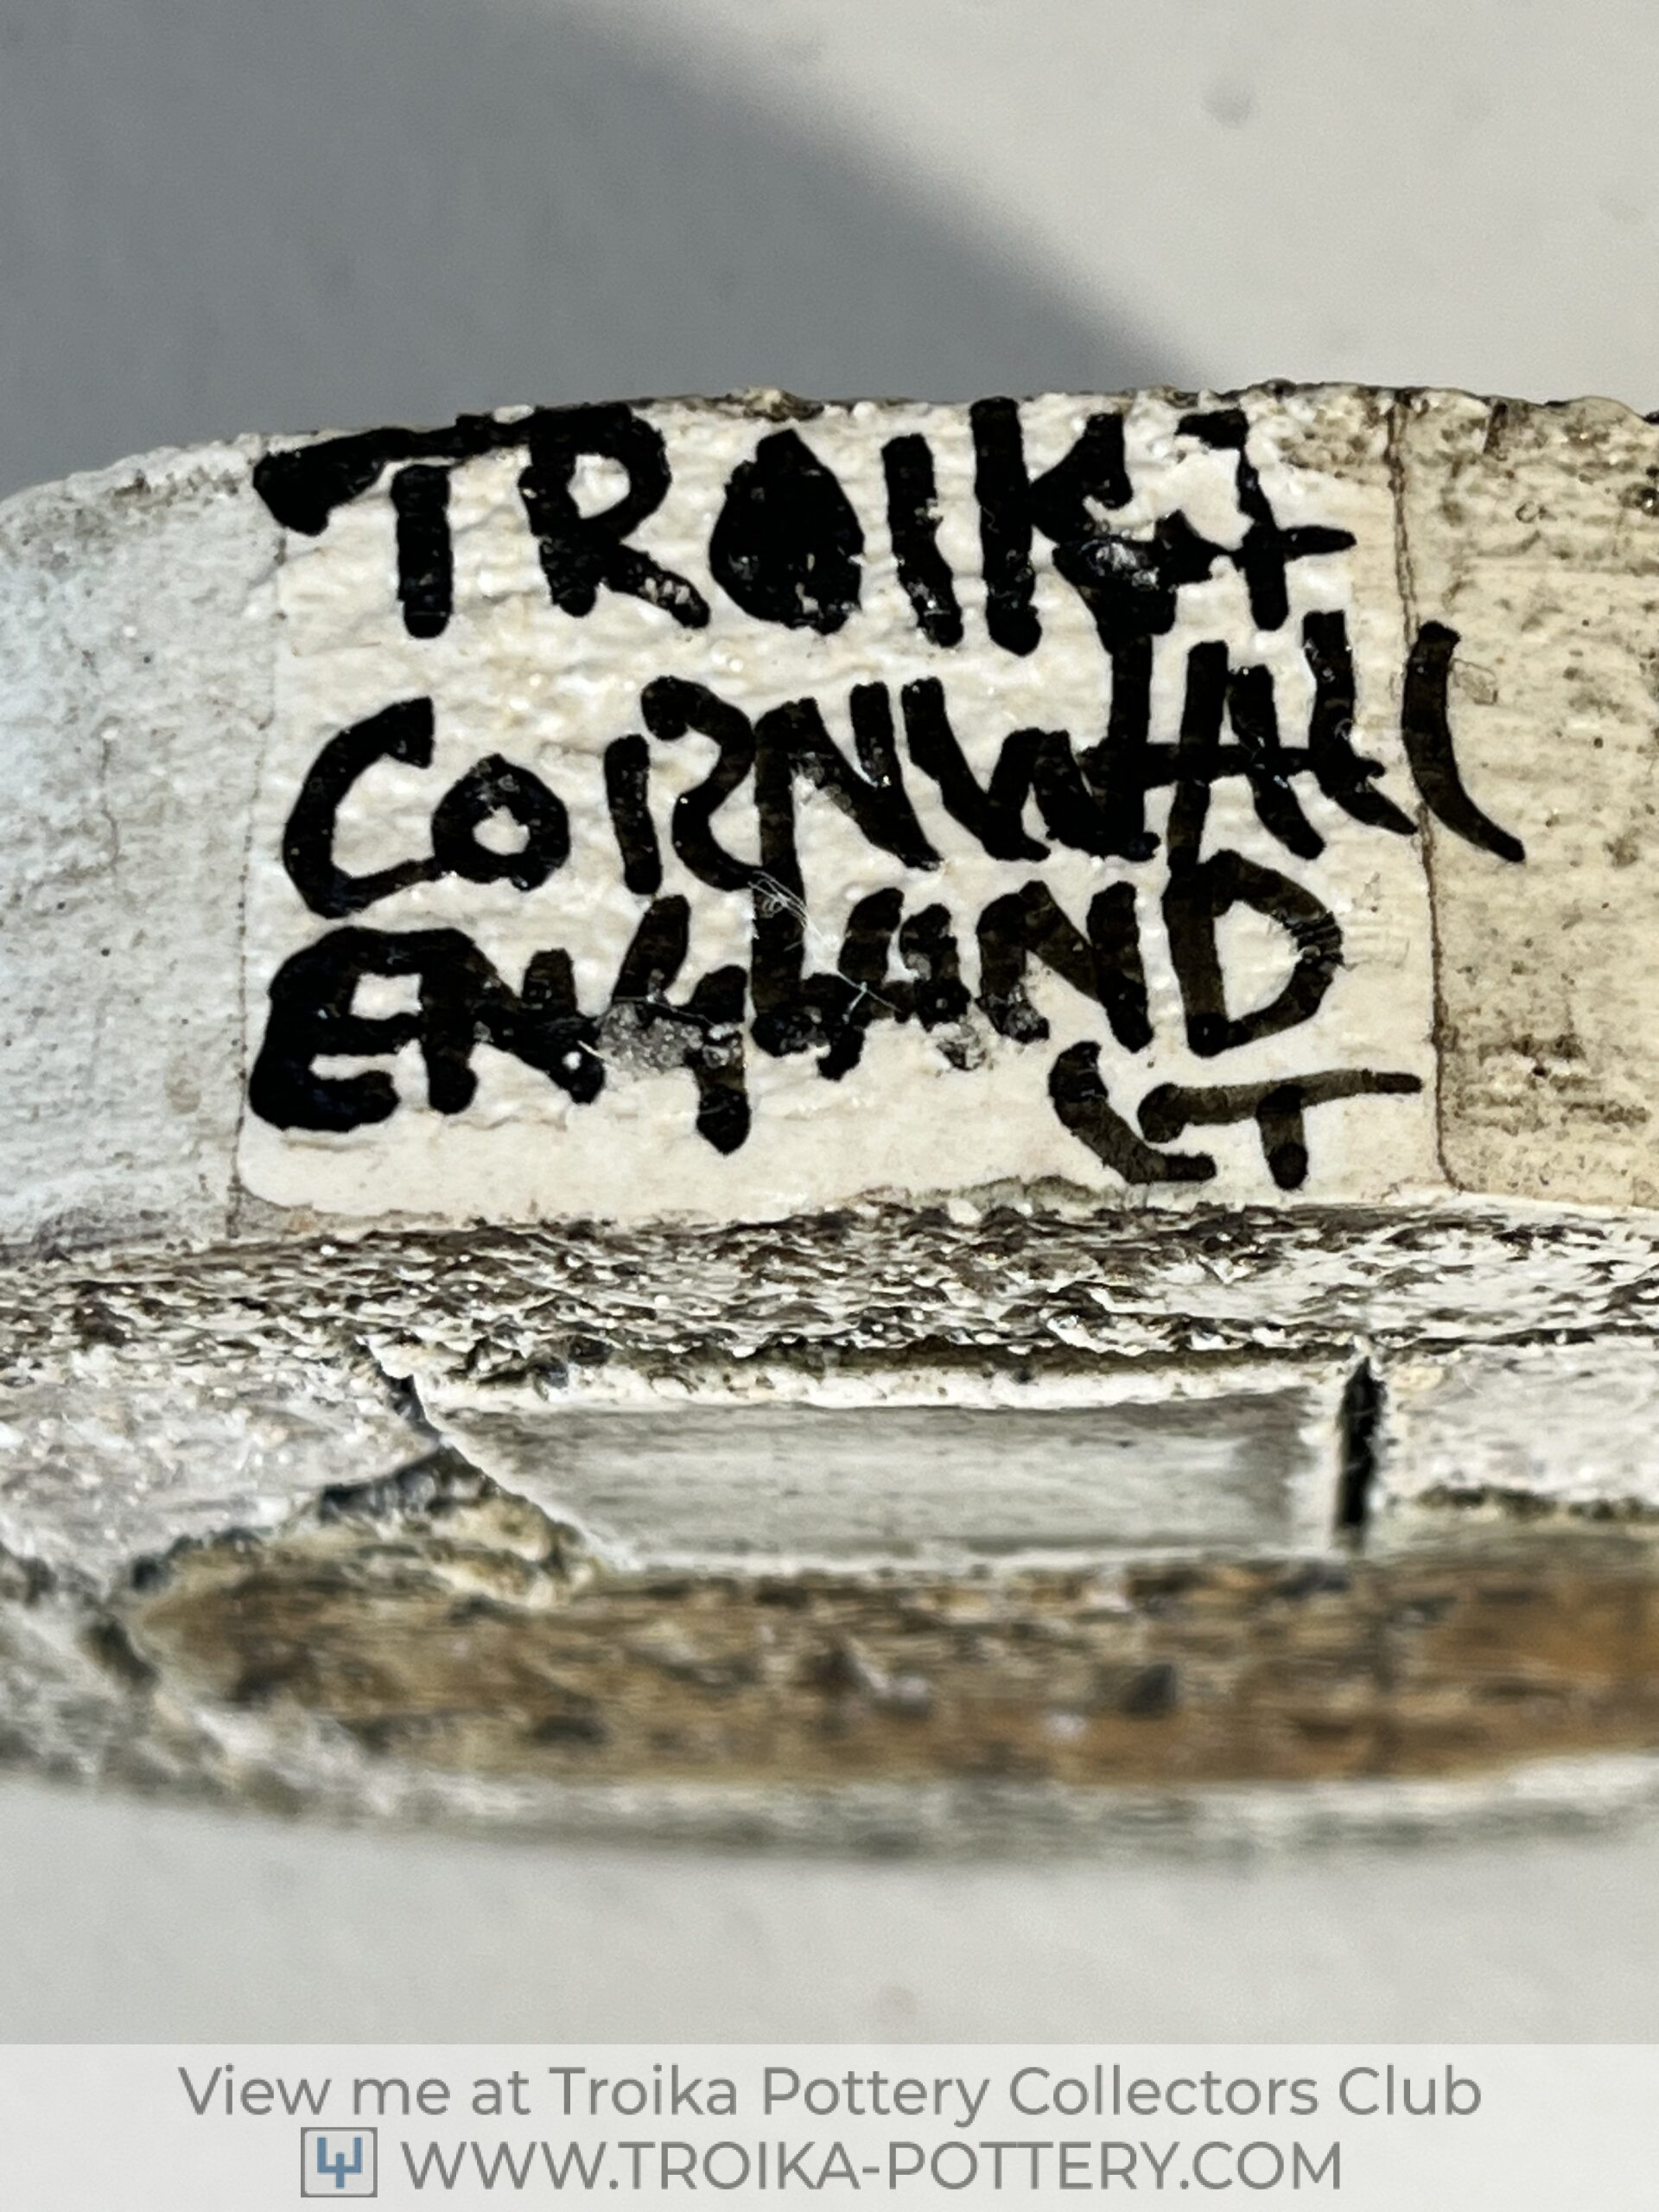 TROIKA
CORNWALL
ENGLAND
LT
View me at Troika Pottery Collectors Club
WWW.TROIKA-POTTERY.COM